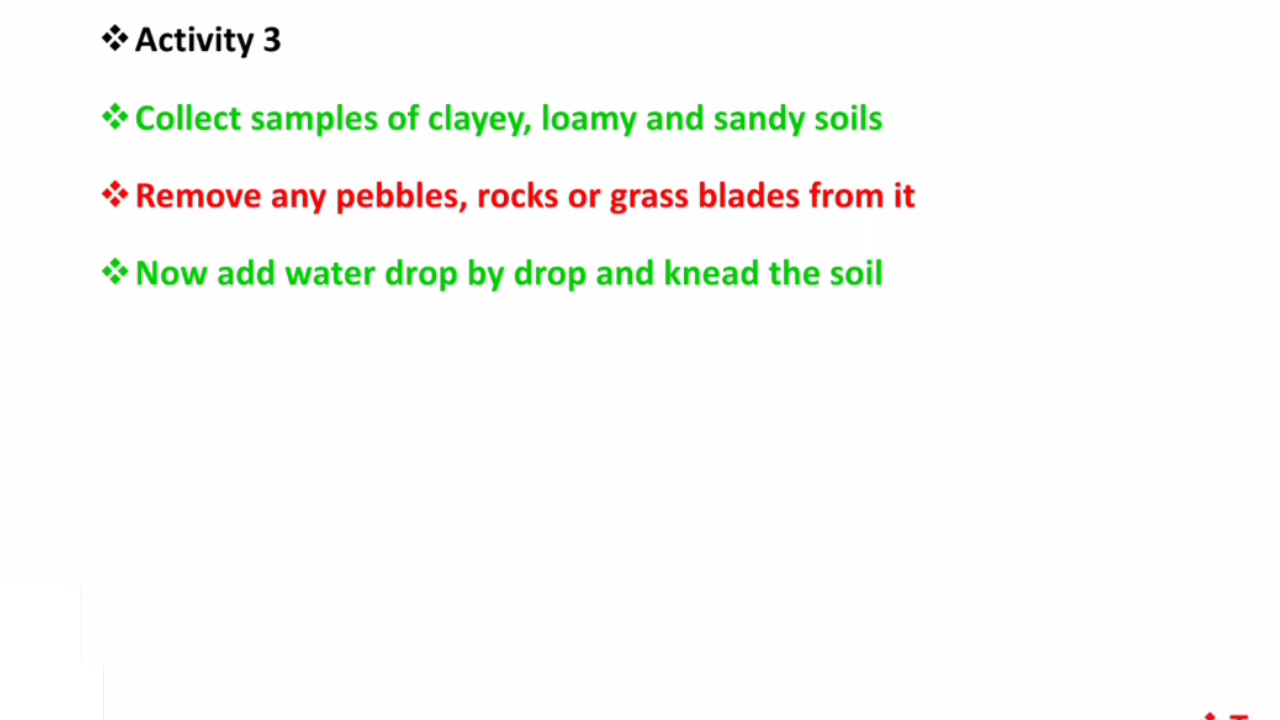 ❖Activity 3
❖Collect samples of clayey, loamy and sandy soils
❖Remove any pebbles, rocks or grass blades from it
❖Now add water drop by drop and knead the soil